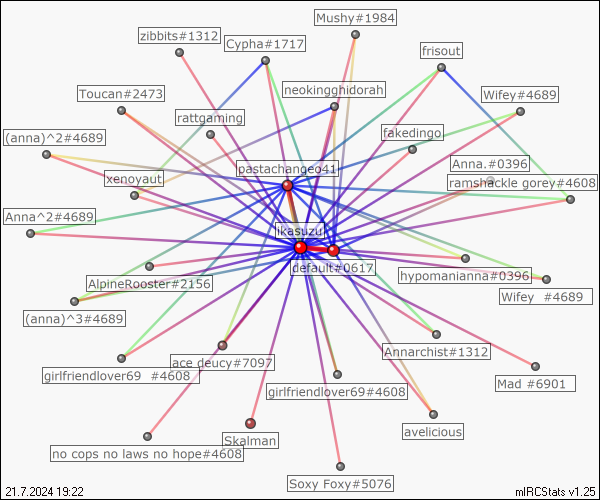 Mushy#1984
zibbits#1312
Cypha#1717
frisout
Toucan#2473
neokingghidorah
Wifey#4689
rattgaming
(anna)^2#4689
fakedingo
pastachangeo41
Anna.#0396
xenoyaut
ramshackle gorey#4608
Anna^2#4689
ikasuzu
default#0617
AlpineRooster#2156
hypomanianna#0396
Wifey #4689
(anna)^3#4689
Annarchist#1312
ace deucy#7097
girlfriendlover69 #4608
girlfriendlover69#4608
Mad #6901
avelicious
Skalman
no cops no laws no hope#4608
Soxy Foxy#5076
21.7.2024 19:22
mIRCStats v1.25